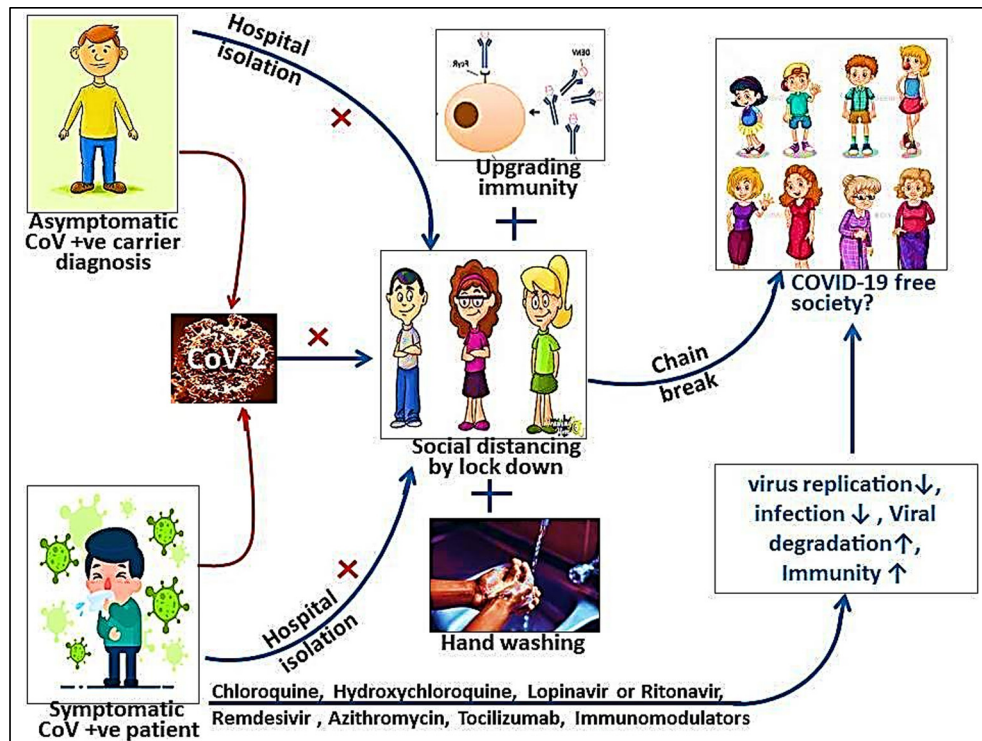 Hospital
isolation
FcγR
DENV
Upgrading
immunity
Asymptomatic
CoV +ve carrier
diagnosis
COVID-19 free
society?
CoV-2
Chain
break
Social distancing
by lock down
virus replication↓,
infection ↓ , Viral
degradation↑,
Immunity ↑
Hospital
isolation
Hand washing
Symptomatic
CoV +ve patient
Chloroquine, Hydroxychloroquine, Lopinavir or Ritonavir,
Remdesivir , Azithromycin, Tocilizumab, Immunomodulators